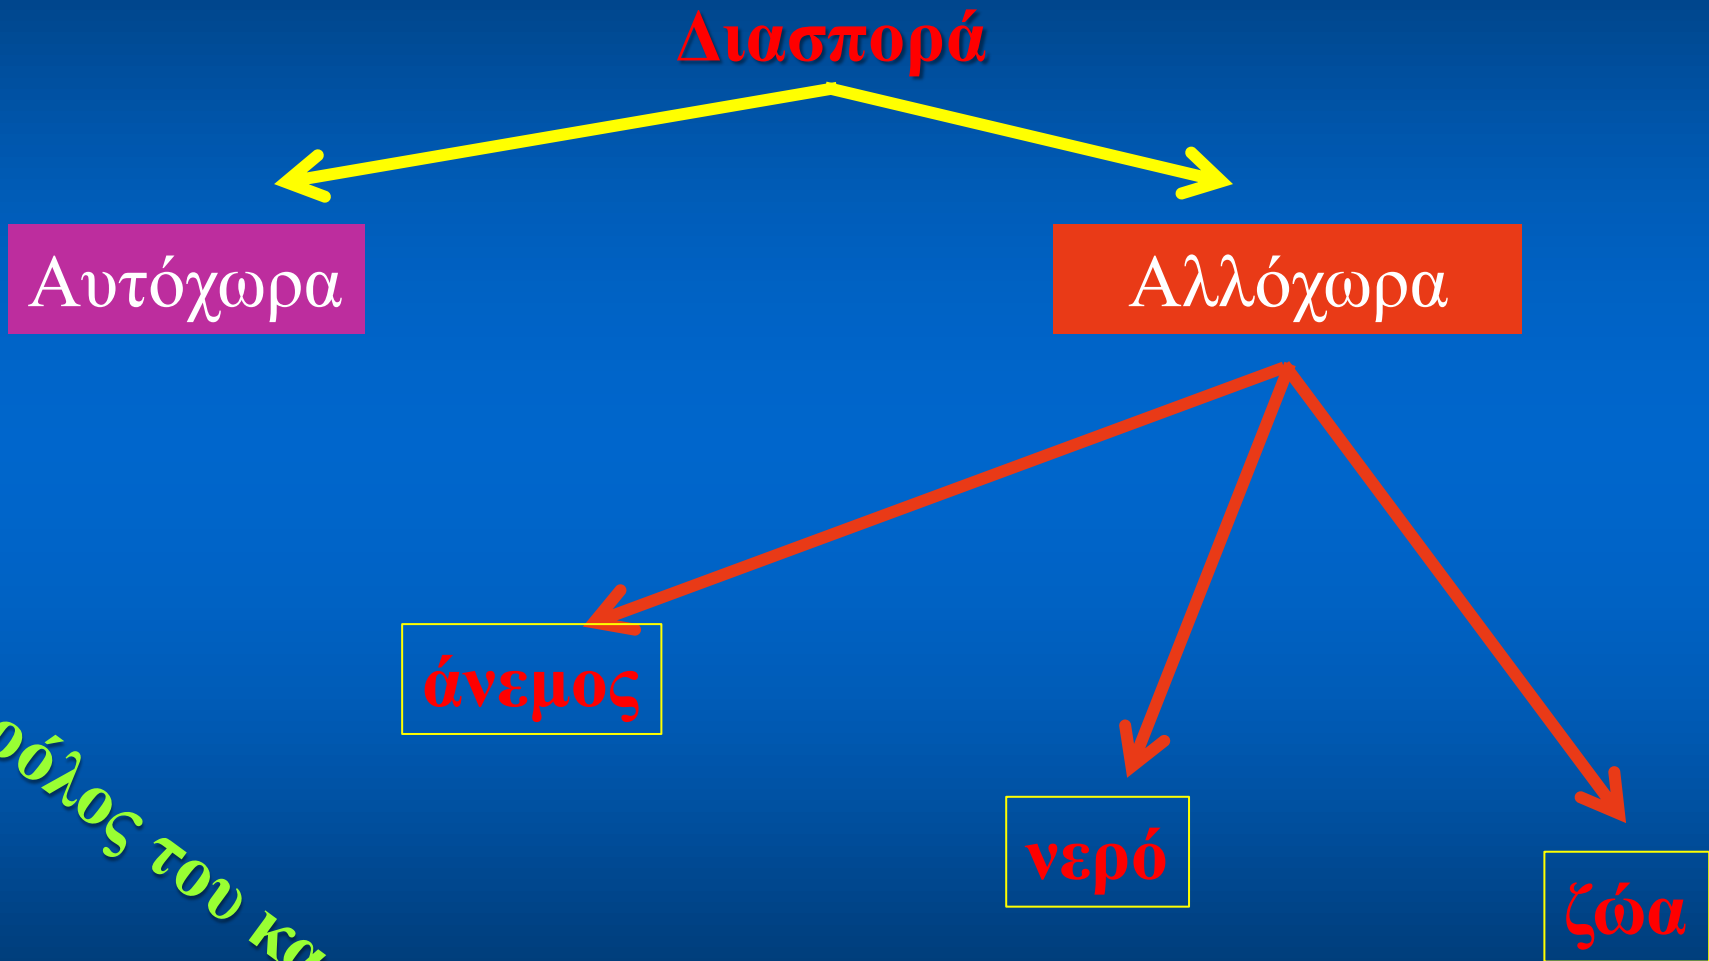 Διασπορά
Αυτόχωρα
Αλλόχωρα
άνεμος
νερό
ζώα
ρόλος του